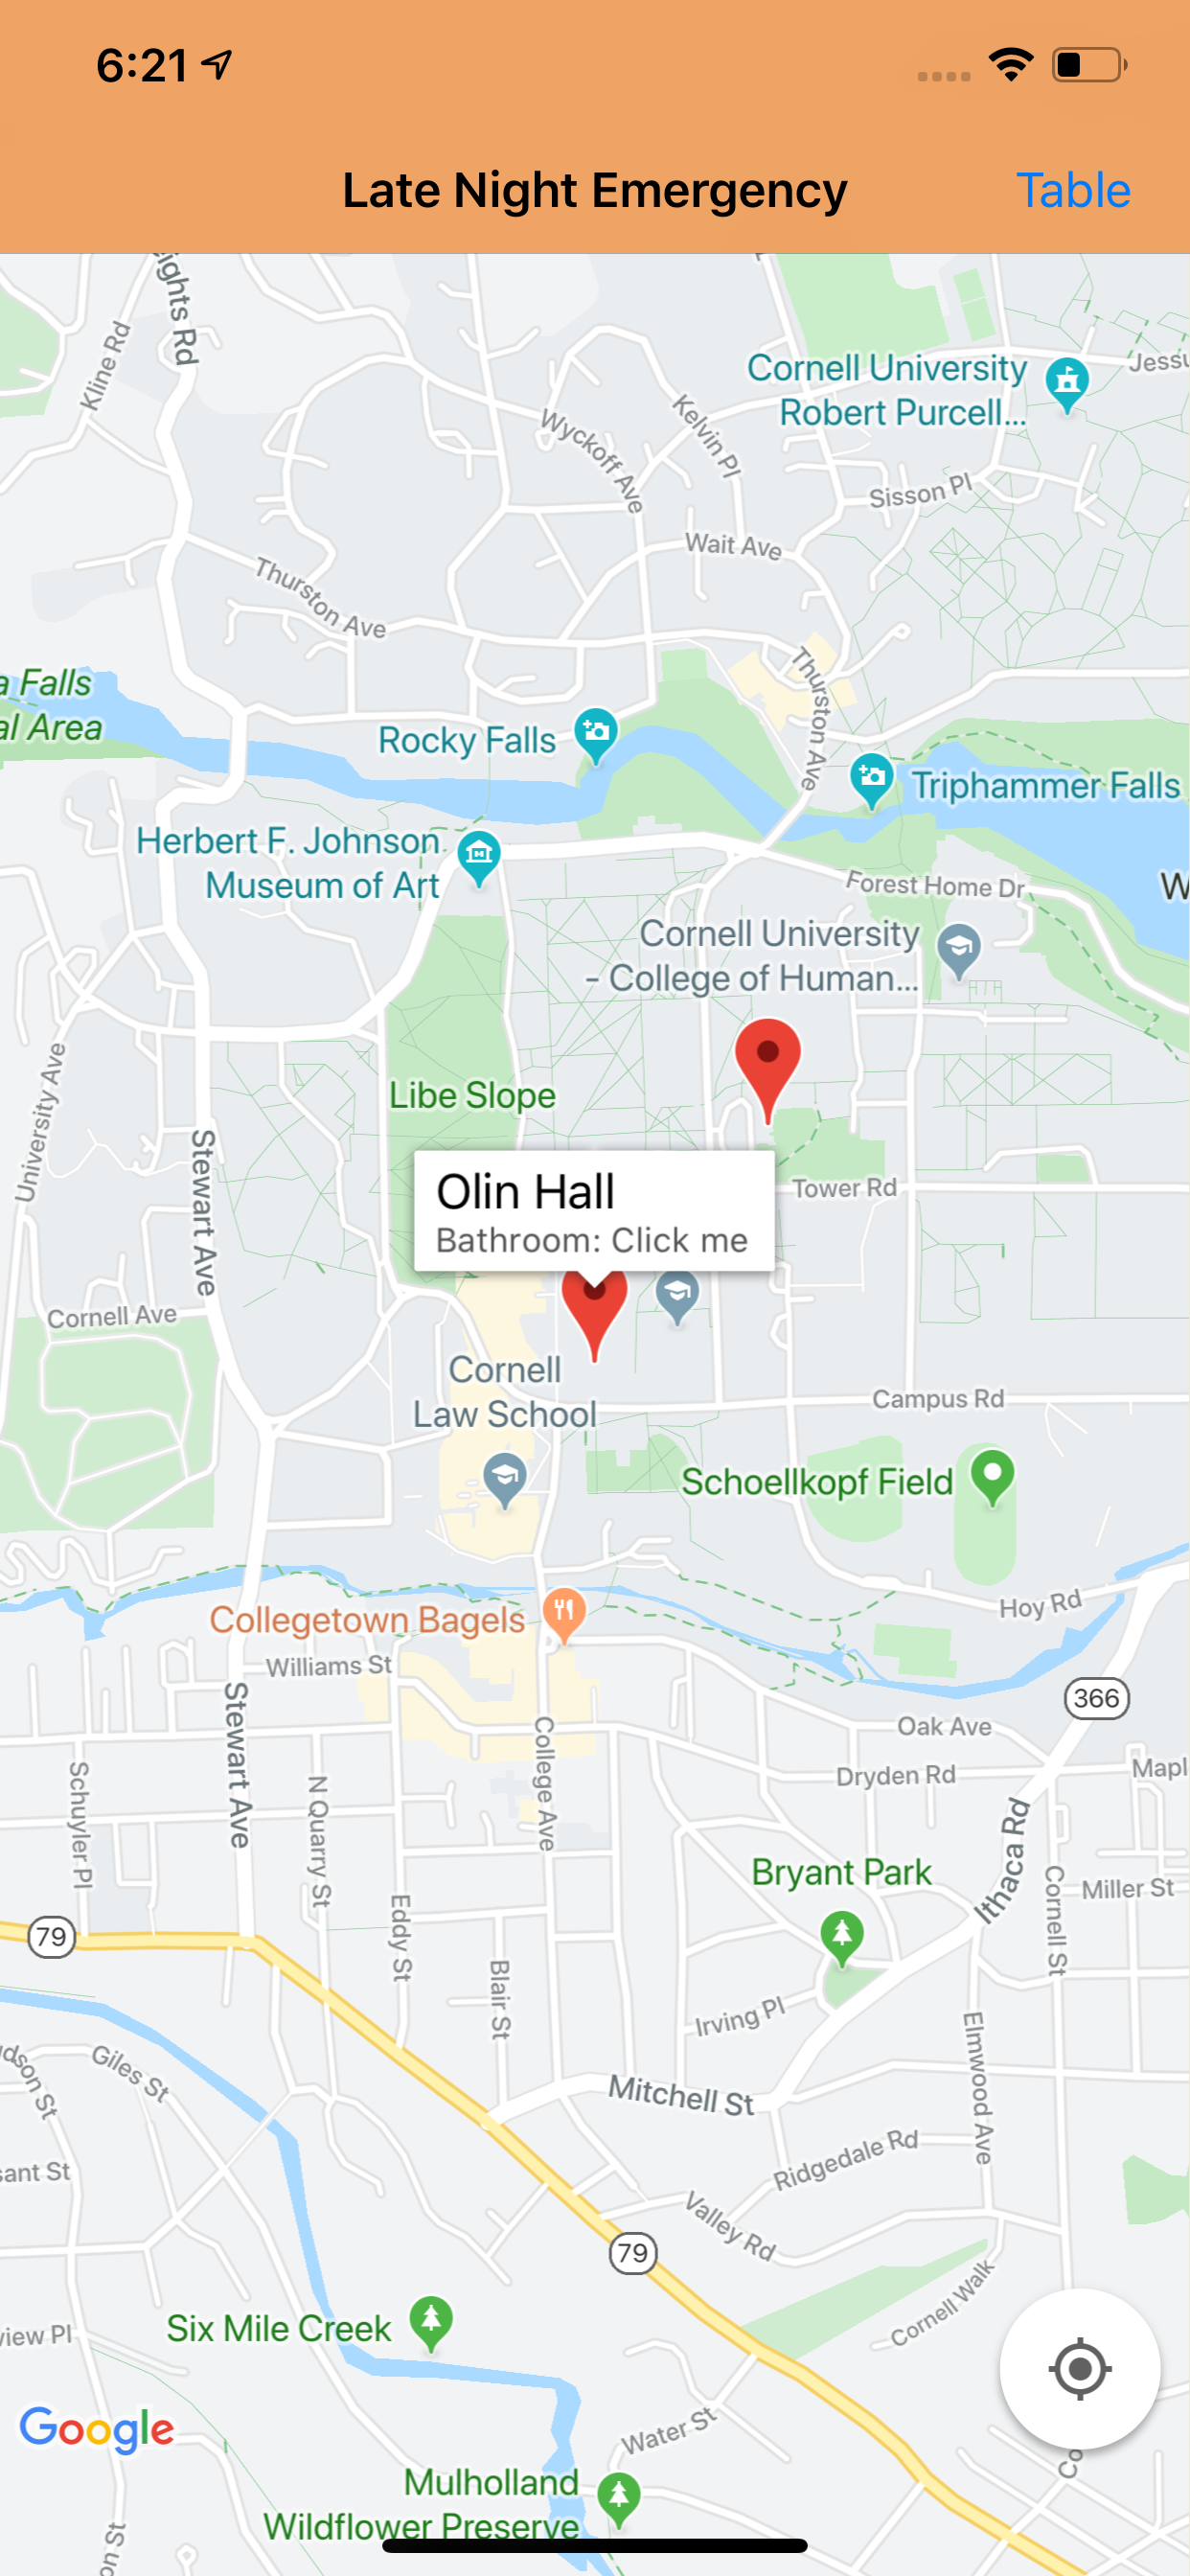 6:21
Late Night Emergency
Table
ights Rd
Kline Rd
Cornell University
Robert Purcell...
Jessu
Kelvin Pl
Wyckoff Ave
Sisson Pl
Wait Ave
Thurston Ave
Thurston Ave
a Falls
al Area
Rocky Falls
Triphammer Falls
Herbert F. Johnson
Museum of Art
Forest Home Dr
W
Cornell University
- College of Human...
University Ave
Libe Slope
Stewart Ave
Olin Hall
Bathroom: Click me
Tower Rd
Cornell Ave
Cornell
Law School
Campus Rd
Schoellkopf Field
Hoy Rd
Collegetown Bagels
Williams St
366
Stewart Ave
Oak Ave
College Ave
Schuyler Pl
N Quarry St
Dryden Rd
Mapl
Ithaca Rd
Bryant Park
Cornell St
Miller St
Eddy St
79
Blair St
Irving Pl
Elmwood Ave
dson St
Giles St
Mitchell St
sant St
Ridgedale Rd
Valley Rd
79
Cornell Walk
Six Mile Creek
view Pl
Google
Water St
Co
Mulholland
Wildflower Preserve
on St